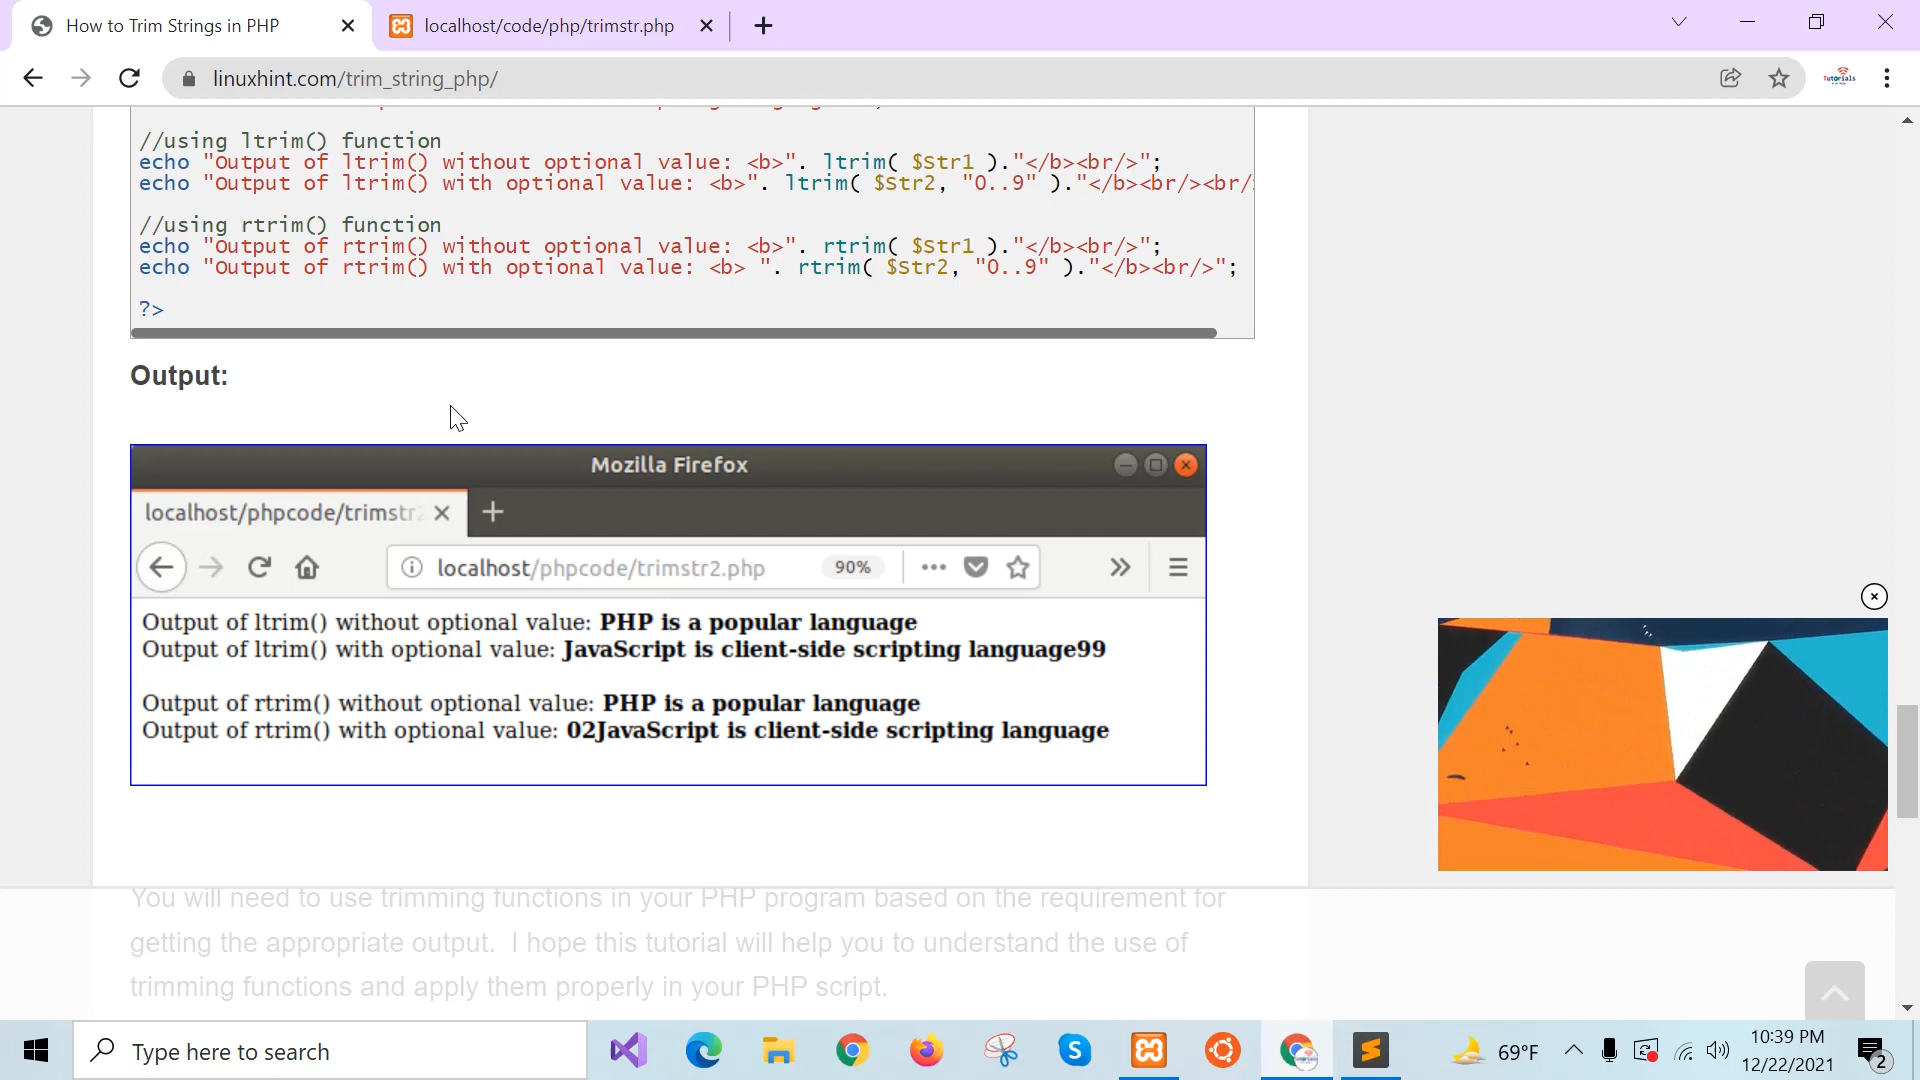 How to Trim Strings in PHP
localhost/code/php/trimstr.php
linuxhint.com/trim_string_php/
Tutorials
//using ltrim() function
echo "Output of ltrim() without optional value: <b>". ltrim( $str1 )."</b><br/>";
echo "Output of ltrim() with optional value: <b>". ltrim( $str2, "0..9" )."</b><br/><br/>
//using rtrim() function
echo "Output of rtrim() without optional value: <b>". rtrim( $str1 )."</b><br/>";
echo "Output of rtrim() with optional value: <b> ". rtrim( $str2, "0..9" )."</b><br/>";
?>
Output:
Mozilla Firefox
localhost/phpcode/trimstr2
localhost/phpcode/trimstr2.php 90%
Output of ltrim() without optional value: PHP is a popular language
Output of ltrim() with optional value: JavaScript is client-side scripting language99
Output of rtrim() without optional value: PHP is a popular language
Output of rtrim() with optional value: 02JavaScript is client-side scripting language
You will need to use trimming functions in your PHP program based on the requirement for
getting the appropriate output. I hope this tutorial will help you to understand the use of
trimming functions and apply them properly in your PHP script.
Type here to search
69°F
10:39 PM
12/22/2021
2